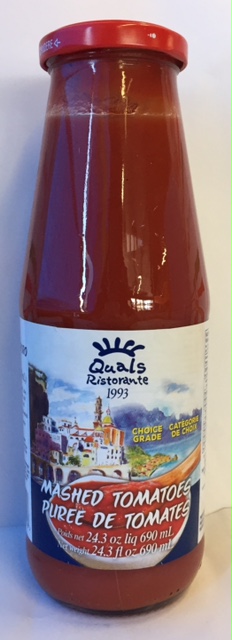 Quals
Ristorante
1993
CHOICE
GRADE
CATÉGORIE
DE CHOIX
MASHED TOMATOES
PURÉE DE TOMATES
Poids net 24.3 oz liq 690 mL
Net weight 24.3 fl oz 690 mL